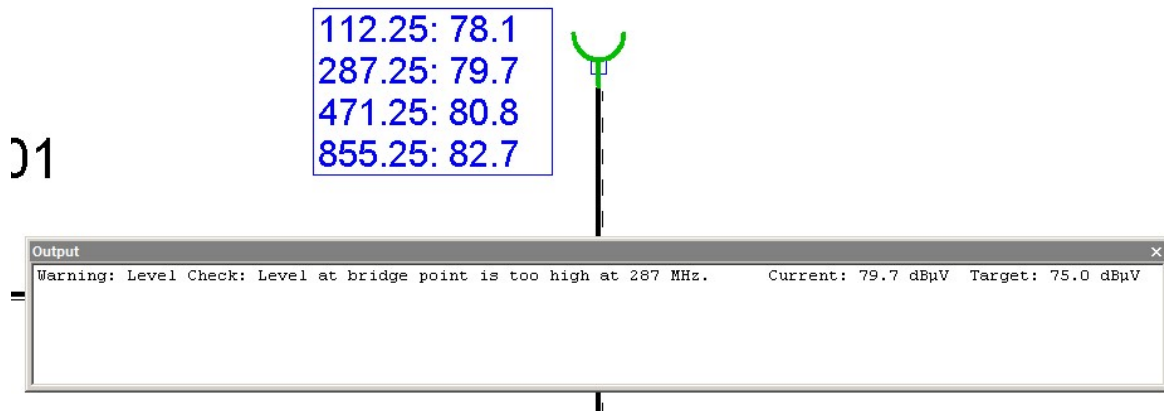 112.25: 78.1
287.25: 79.7
471.25: 80.8
855.25: 82.7
01
Output
Warning: Level Check: Level at bridge point is too high at 287 MHz. Current: 79.7 dBµV Target: 75.0 dBµV